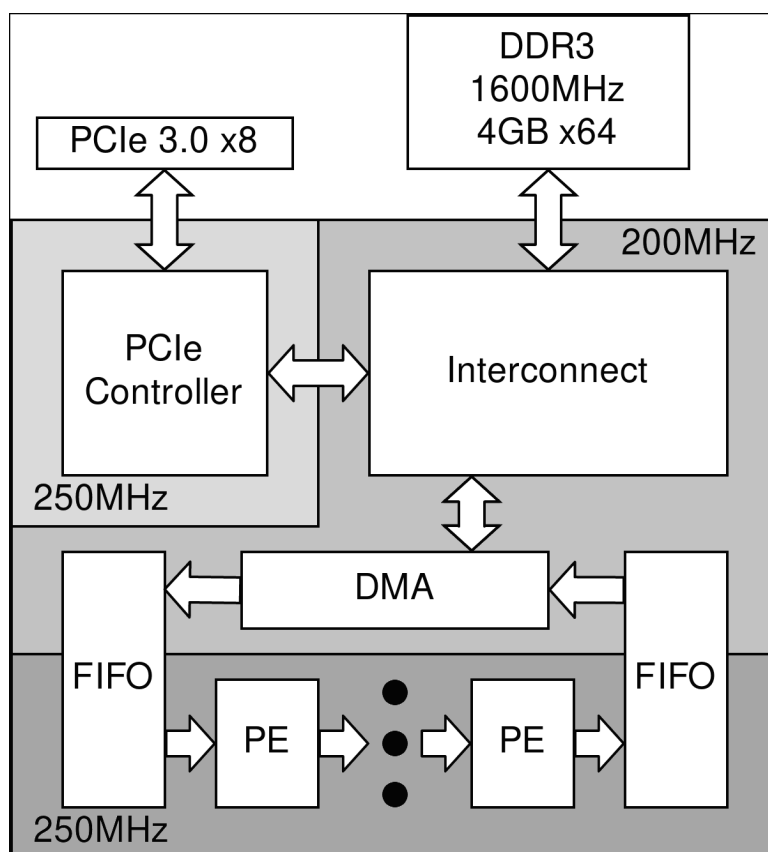 DDR3
1600MHz
4GB x64
PCIe 3.0 x8
200MHz
PCIe
Controller
Interconnect
250MHz
DMA
FIFO
FIFO
PE
PE
250MHz